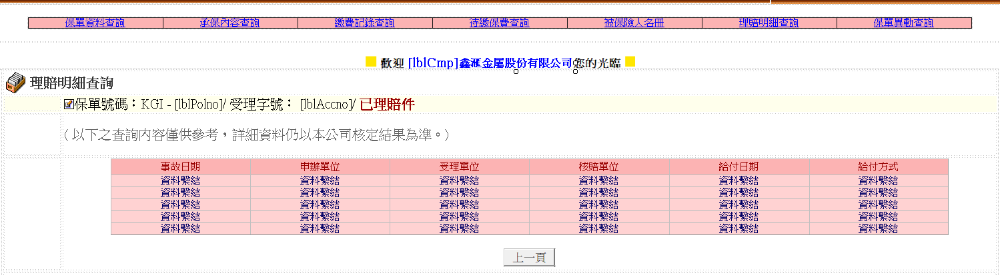 保單資料查詢 承保內容查詢 繳費記錄查詢 待繳保費查詢 被保險人名冊 理賠明細查詢 保單異動查詢
歡迎 [lblCmp]鑫滙金屬股份有限公司您的光臨
理賠明細查詢
保單號碼：KGI - [lblPolno]/ 受理字號： [lblAccno]/ 已理賠件
( 以下之查詢內容僅供參考，詳細資料仍以本公司核定結果為準。)
事故日期 申辦單位 受理單位 核賠單位 給付日期 給付方式
資料繫結 資料繫結 資料繫結 資料繫結 資料繫結 資料繫結
資料繫結 資料繫結 資料繫結 資料繫結 資料繫結 資料繫結
資料繫結 資料繫結 資料繫結 資料繫結 資料繫結 資料繫結
資料繫結 資料繫結 資料繫結 資料繫結 資料繫結 資料繫結
資料繫結 資料繫結 資料繫結 資料繫結 資料繫結 資料繫結
上一頁